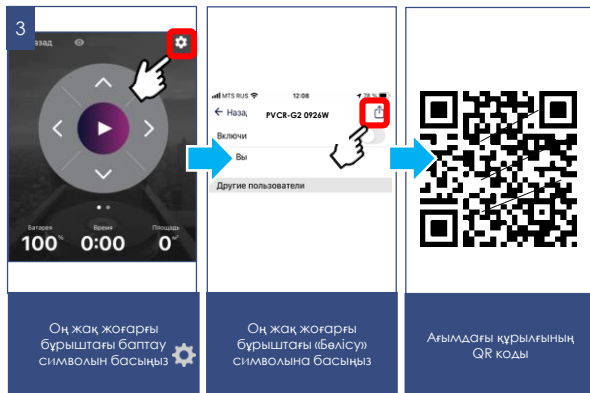 3
азад
Батарея Время Площадь
100% 0:00 0 м²
MTS RUS 12:08 78 %
← Назад PVCR-G2 0926W
Включи
Вы
Другие пользователи
Оң жақ жоғарғы
бұрыштағы баптау
символын басыңыз
Оң жақ жоғарғы
бұрыштағы «Бөлісу»
символына басыңыз
Ағымдағы құрылғының
QR коды